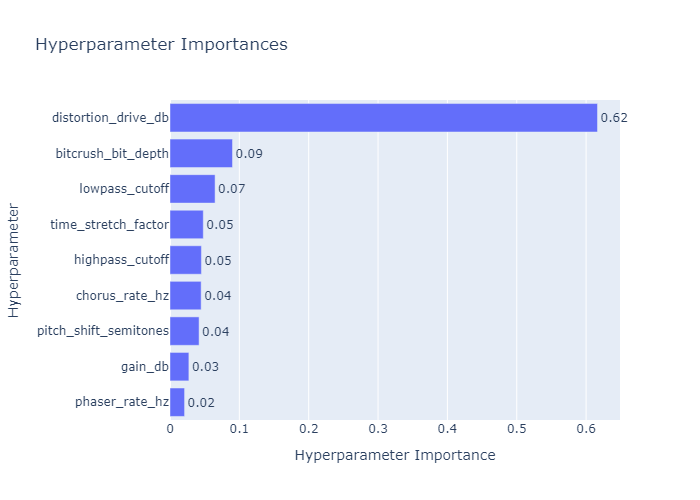 Hyperparameter Importances
distortion_drive_db 0.62
bitcrush_bit_depth 0.09
lowpass_cutoff 0.07
time_stretch_factor 0.05
highpass_cutoff 0.05
chorus_rate_hz 0.04
pitch_shift_semitones 0.04
gain_db 0.03
phaser_rate_hz 0.02
Hyperparameter
0 0.1 0.2 0.3 0.4 0.5 0.6
Hyperparameter Importance